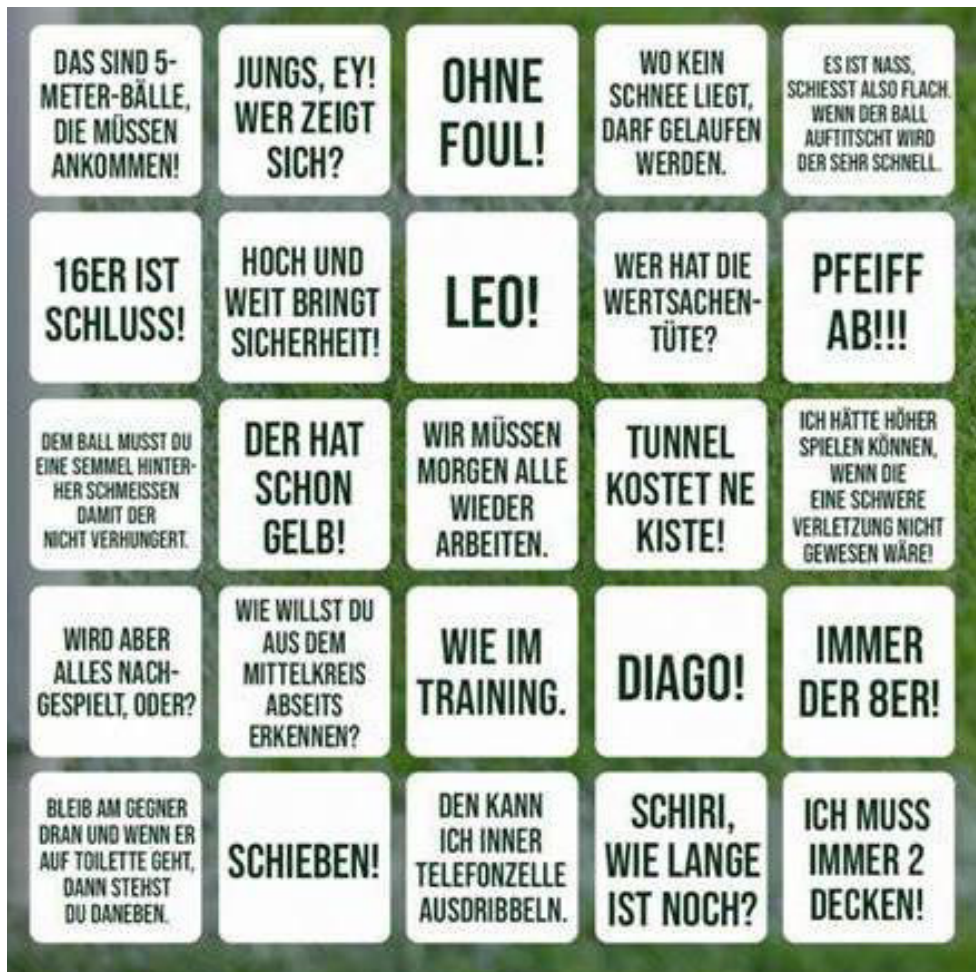 DAS SIND 5-
METER-BÄLLE,
DIE MÜSSEN
ANKOMMEN!
JUNGS, EY!
WER ZEIGT
SICH?
OHNE
FOUL!
WO KEIN
SCHNEE LIEGT,
DARF GELAUFEN
WERDEN.
ES IST NASS,
SCHIESST ALSO FLACH.
WENN DER BALL
AUFTITSCHT WIRD
DER SEHR SCHNELL.
16ER IST
SCHLUSS!
HOCH UND
WEIT BRINGT
SICHERHEIT!
LEO!
WER HAT DIE
WERTSACHEN-
TÜTE?
PFEIFF
AB!!!
DEM BALL MUSST DU
EINE SEMMEL HINTER-
HER SCHMEISSEN
DAMIT DER
NICHT VERHUNGERT.
DER HAT
SCHON
GELB!
WIR MÜSSEN
MORGEN ALLE
WIEDER
ARBEITEN.
TUNNEL
KOSTET NE
KISTE!
ICH HÄTTE HÖHER
SPIELEN KÖNNEN,
WENN DIE
EINE SCHWERE
VERLETZUNG NICHT
GEWESEN WÄRE!
WIRD ABER
ALLES NACH-
GESPIELT, ODER?
WIE WILLST DU
AUS DEM
MITTELKREIS
ABSEITS
ERKENNEN?
WIE IM
TRAINING.
DIAGO!
IMMER
DER 8ER!
BLEIB AM GEGNER
DRAN UND WENN ER
AUF TOILETTE GEHT,
DANN STEHST
DU DANEBEN.
SCHIEBEN!
DEN KANN
ICH INNER
TELEFONZELLE
AUSDRIBBELN.
SCHIRI,
WIE LANGE
IST NOCH?
ICH MUSS
IMMER 2
DECKEN!